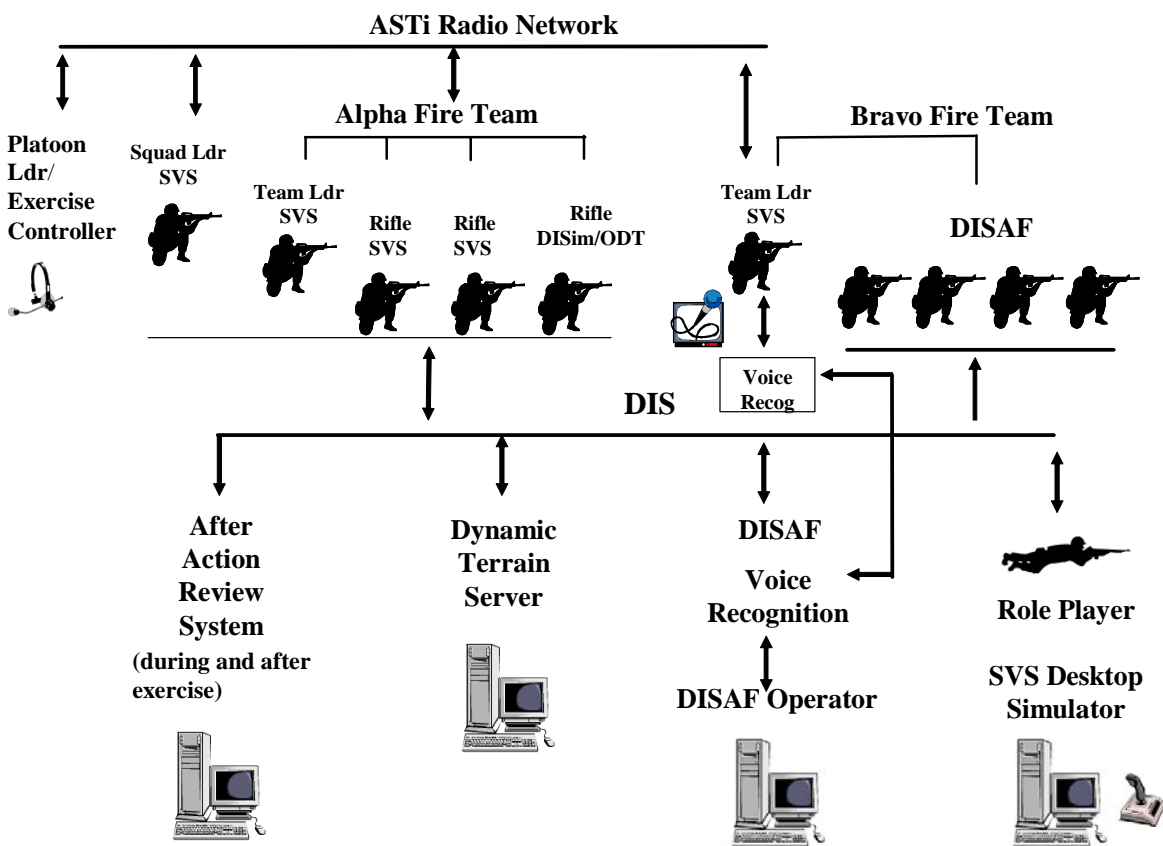 ASTi Radio Network
Alpha Fire Team
Bravo Fire Team
Platoon
Ldr/
Exercise
Controller
Squad Ldr
SVS
Team Ldr
SVS
Rifle
SVS
Rifle
SVS
Rifle
DISim/ODT
Team Ldr
SVS
DISAF
Voice
Recog
DIS
After
Action
Review
System
(during and after
exercise)
Dynamic
Terrain
Server
DISAF
Voice
Recognition
DISAF Operator
Role Player
SVS Desktop
Simulator